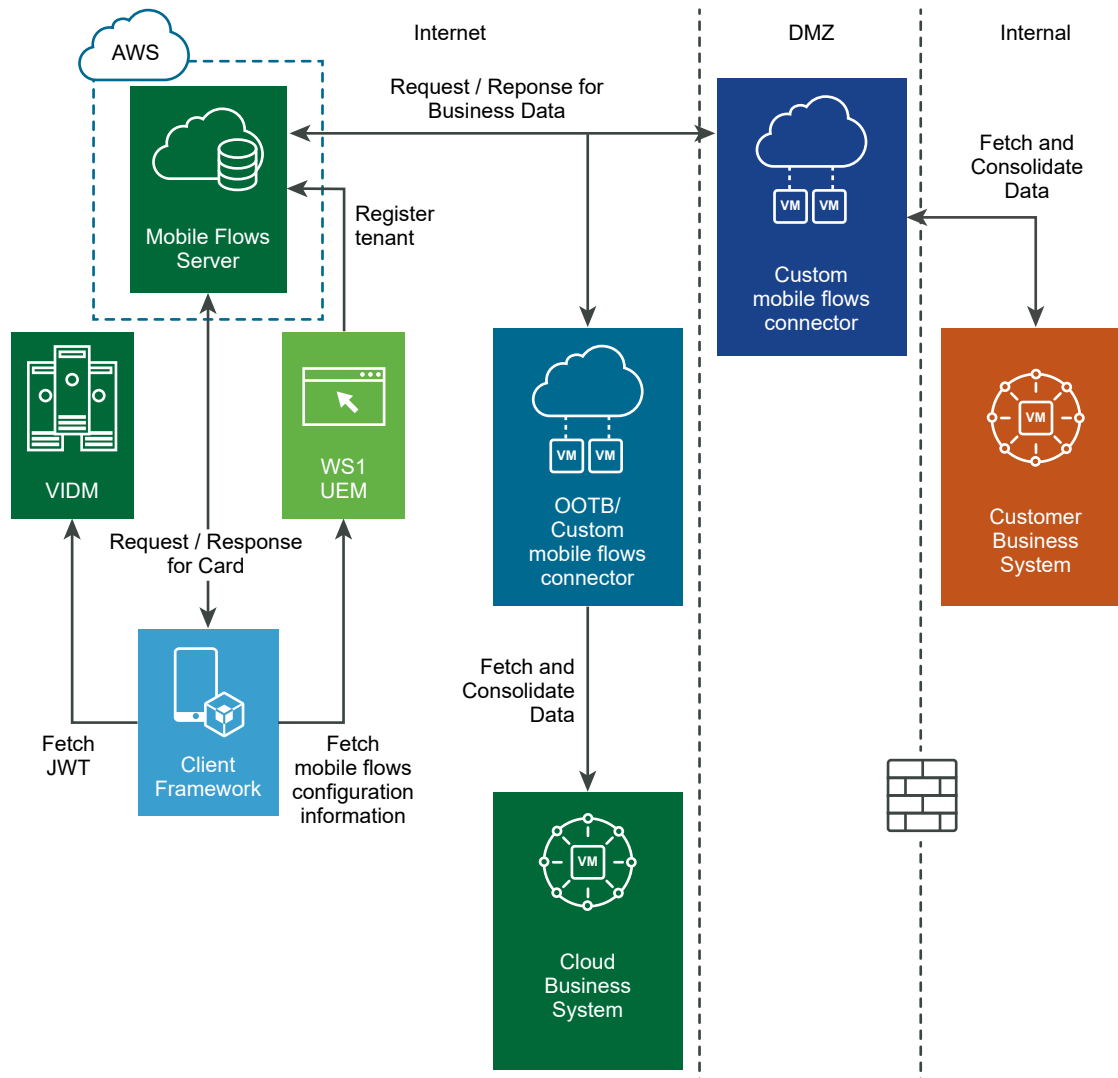 AWS
Internet
DMZ
Internal
Request / Reponse for
Business Data
Mobile Flows
Server
Register
tenant
VM
VM
Custom
mobile flows
connector
Fetch and
Consolidate
Data
VIDM
WS1
UEM
VM
VM
OOTB/
Custom
mobile flows
connector
VM
Customer
Business
System
Request / Response
for Card
Client
Framework
Fetch
JWT
Fetch
mobile flows
configuration
information
Fetch and
Consolidate
Data
VM
Cloud
Business
System